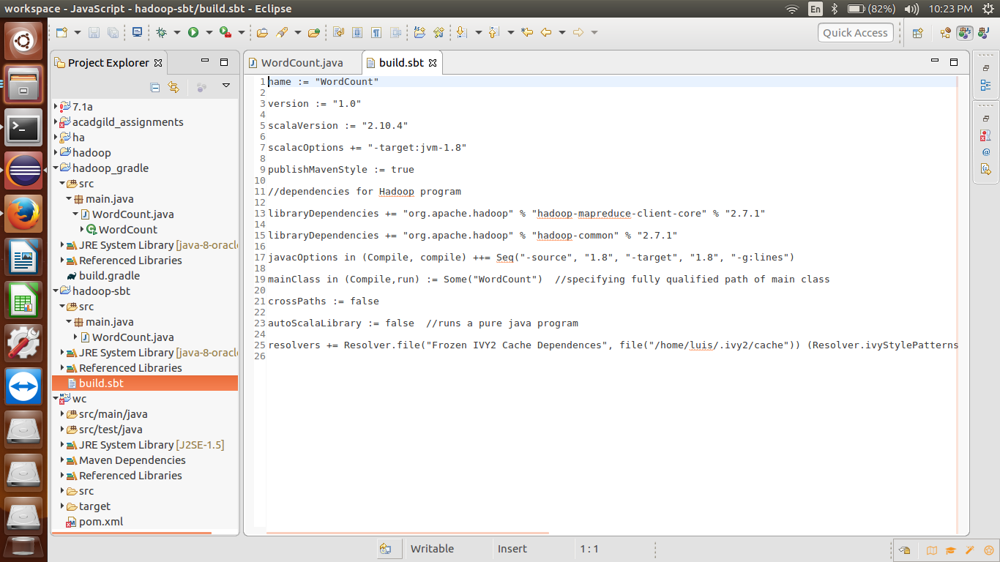 workspace - JavaScript - hadoop-sbt/build.sbt - Eclipse
En
(82%)
10:23 PM
Quick Access
Project Explorer
WordCount.java
build.sbt
7.1a
acadgild_assignments
ha
hadoop
hadoop_gradle
src
main.java
WordCount.java
WordCount
JRE System Library [java-8-oracl
Referenced Libraries
build.gradle
hadoop-sbt
src
main.java
WordCount.java
JRE System Library [java-8-oracl
Referenced Libraries
build.sbt
wc
src/main/java
src/test/java
JRE System Library [J2SE-1.5]
Maven Dependencies
Referenced Libraries
src
target
pom.xml
1 name := "WordCount"
2
3 version := "1.0"
4
5 scalaVersion := "2.10.4"
6
7 scalacOptions += "-target:jvm-1.8"
8
9 publishMavenStyle := true
10
11 //dependencies for Hadoop program
12
13 libraryDependencies += "org.apache.hadoop" % "hadoop-mapreduce-client-core" % "2.7.1"
14
15 libraryDependencies += "org.apache.hadoop" % "hadoop-common" % "2.7.1"
16
17 javacOptions in (Compile, compile) ++= Seq("-source", "1.8", "-target", "1.8", "-g:lines")
18
19 mainClass in (Compile,run) := Some("WordCount")  //specifying fully qualified path of main class
20
21 crossPaths := false
22
23 autoScalaLibrary := false  //runs a pure java program
24
25 resolvers += Resolver.file("Frozen IVY2 Cache Dependences", file("/home/luis/.ivy2/cache")) (Resolver.ivyStylePatterns
26
Writable
Insert
1 : 1